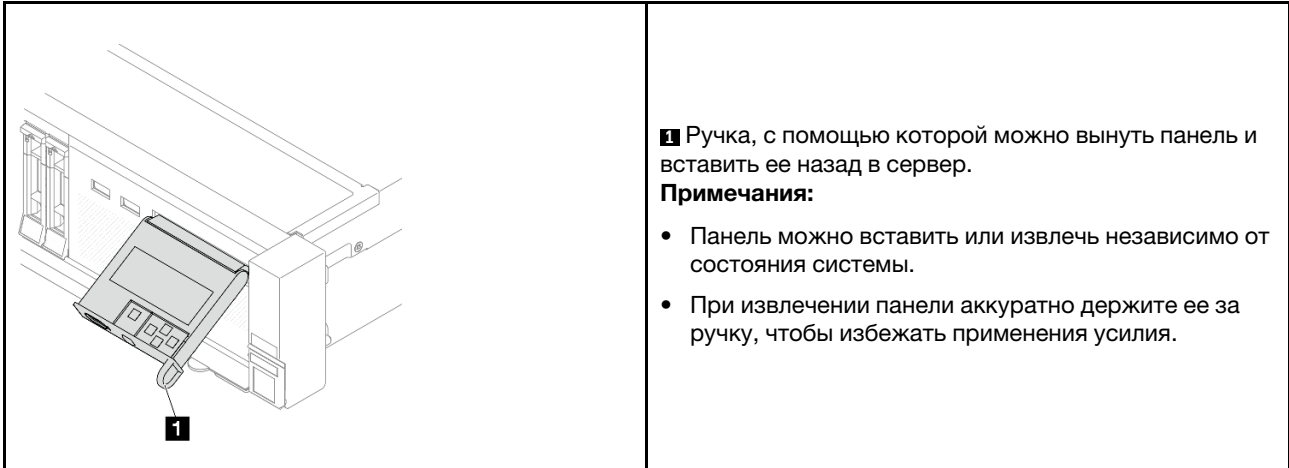 1 Ручка, с помощью которой можно вынуть панель и
вставить ее назад в сервер.
Примечания:
• Панель можно вставить или извлечь независимо от
состояния системы.
• При извлечении панели аккуратно держите ее за
ручку, чтобы избежать применения усилия.
1